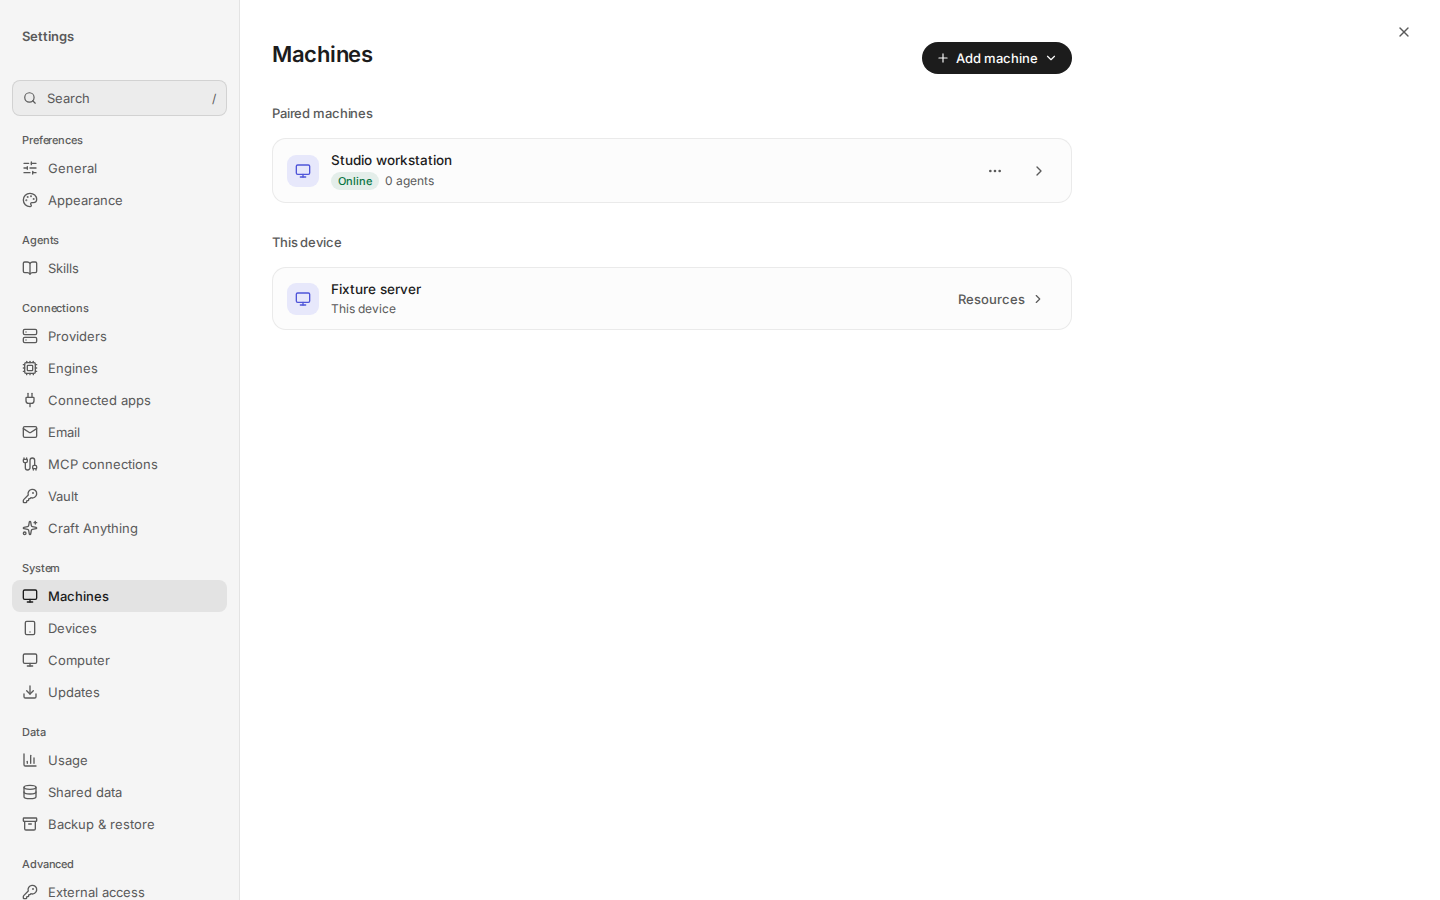 Settings
Search /
Preferences
General
Appearance
Agents
Skills
Connections
Providers
Engines
Connected apps
Email
MCP connections
Vault
Craft Anything
System
Machines
Devices
Computer
Updates
Data
Usage
Shared data
Backup & restore
Advanced
External access
Machines
Add machine
Paired machines
Studio workstation
Online 0 agents
This device
Fixture server
This device
Resources